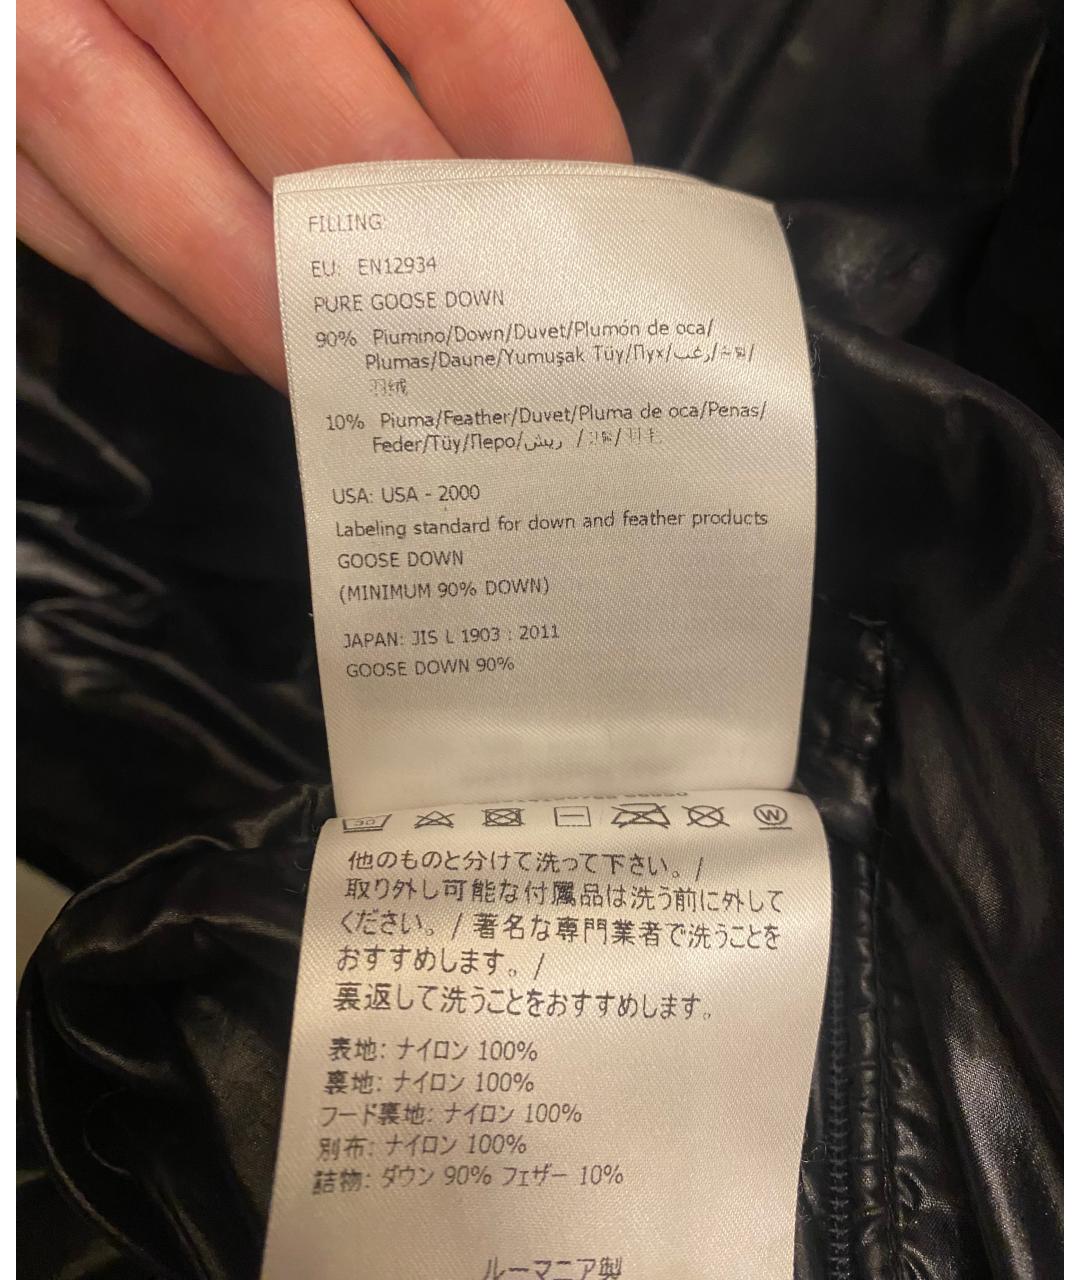 FILLING
EU: EN12934
PURE GOOSE DOWN
90% Piumino/Down/Duvet/Plumón de oca/
Plumas/Daune/Yumuşak Tüy/Пух/زغب/
羽绒
10% Piuma/Feather/Duvet/Pluma de oca/Penas/
Feder/Tüy/Перо/ريش / /羽毛
USA: USA - 2000
Labeling standard for down and feather products
GOOSE DOWN
(MINIMUM 90% DOWN)
JAPAN: JIS L 1903 : 2011
GOOSE DOWN 90%
W
他のものと分けて洗って下さい。/
取り外し可能な付属品は洗う前に外して
ください。/ 著名な専門業者で洗うことを
おすすめします。/
裏返して洗うことをおすすめします。
表地: ナイロン 100%
裏地: ナイロン 100%
フード裏地: ナイロン 100%
別布: ナイロン 100%
詰物: ダウン 90% フェザー 10%
ルーマニア製